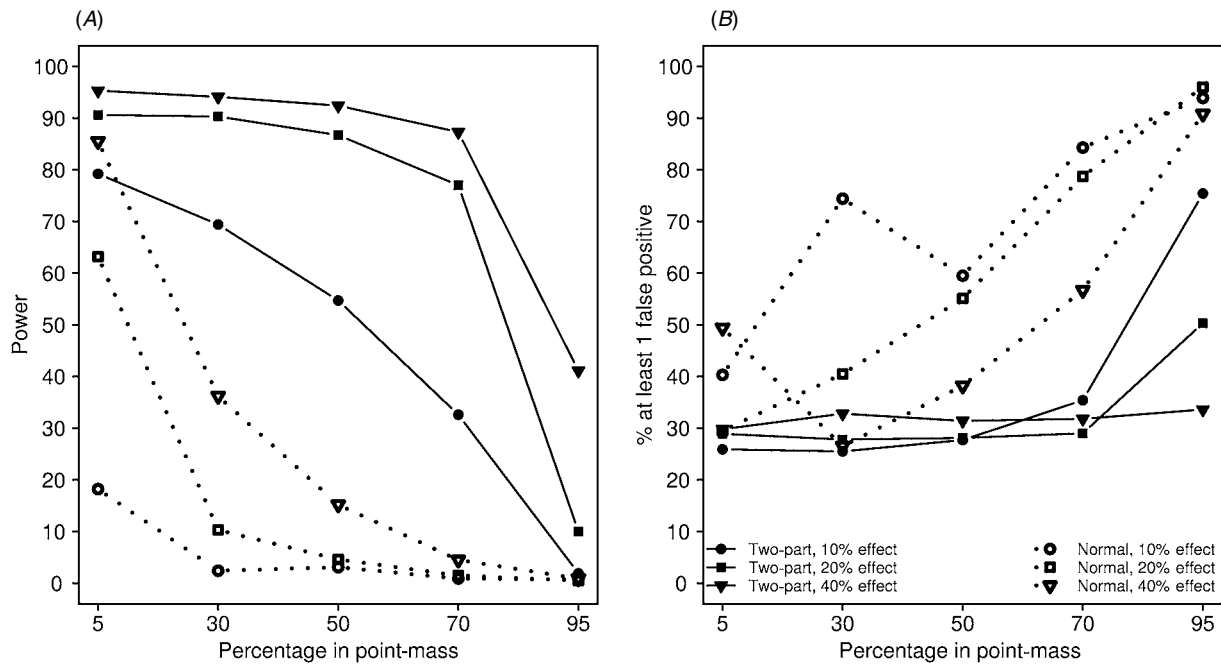 (A)
100
90
80
70
60
50
40
30
20
10
0
Power
5 30 50 70 95
Percentage in point-mass
(B)
100
90
80
70
60
50
40
30
20
10
0
% at least 1 false positive
Two-part, 10% effect
Two-part, 20% effect
Two-part, 40% effect
Normal, 10% effect
Normal, 20% effect
Normal, 40% effect
5 30 50 70 95
Percentage in point-mass